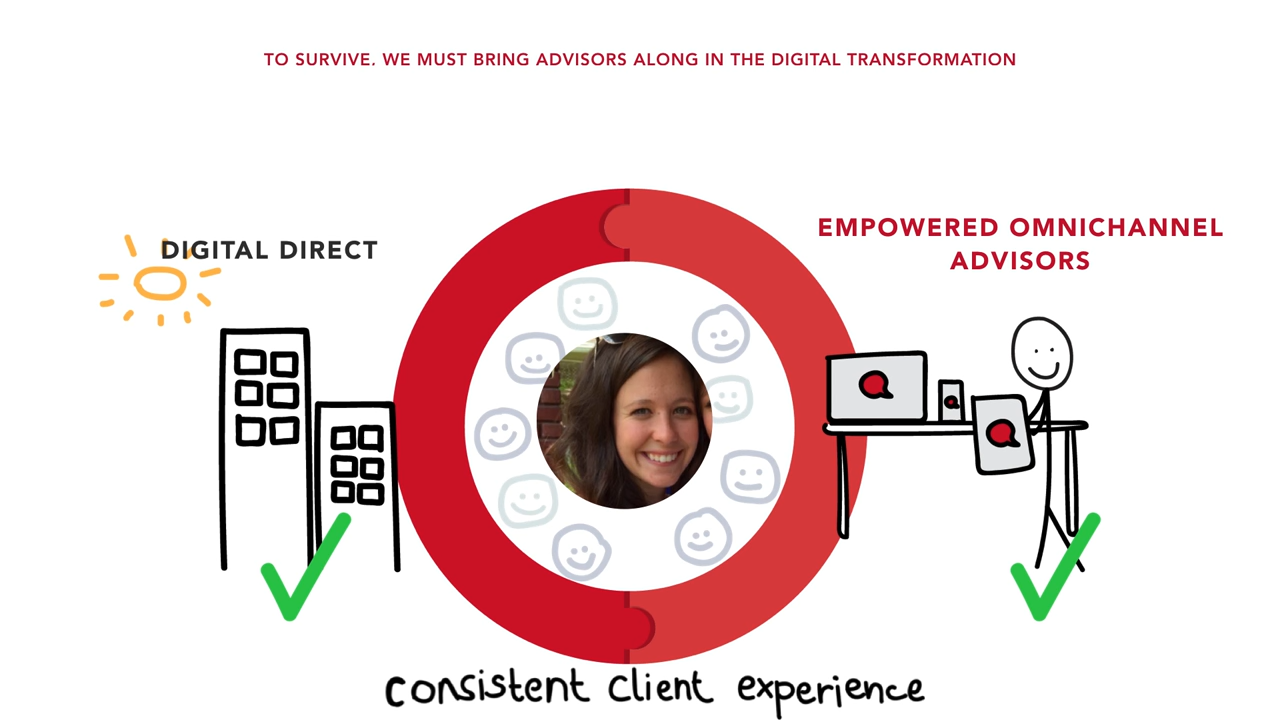 TO SURVIVE, WE MUST BRING ADVISORS ALONG IN THE DIGITAL TRANSFORMATION
DIGITAL DIRECT
EMPOWERED OMNICHANNEL
ADVISORS
consistent client experience